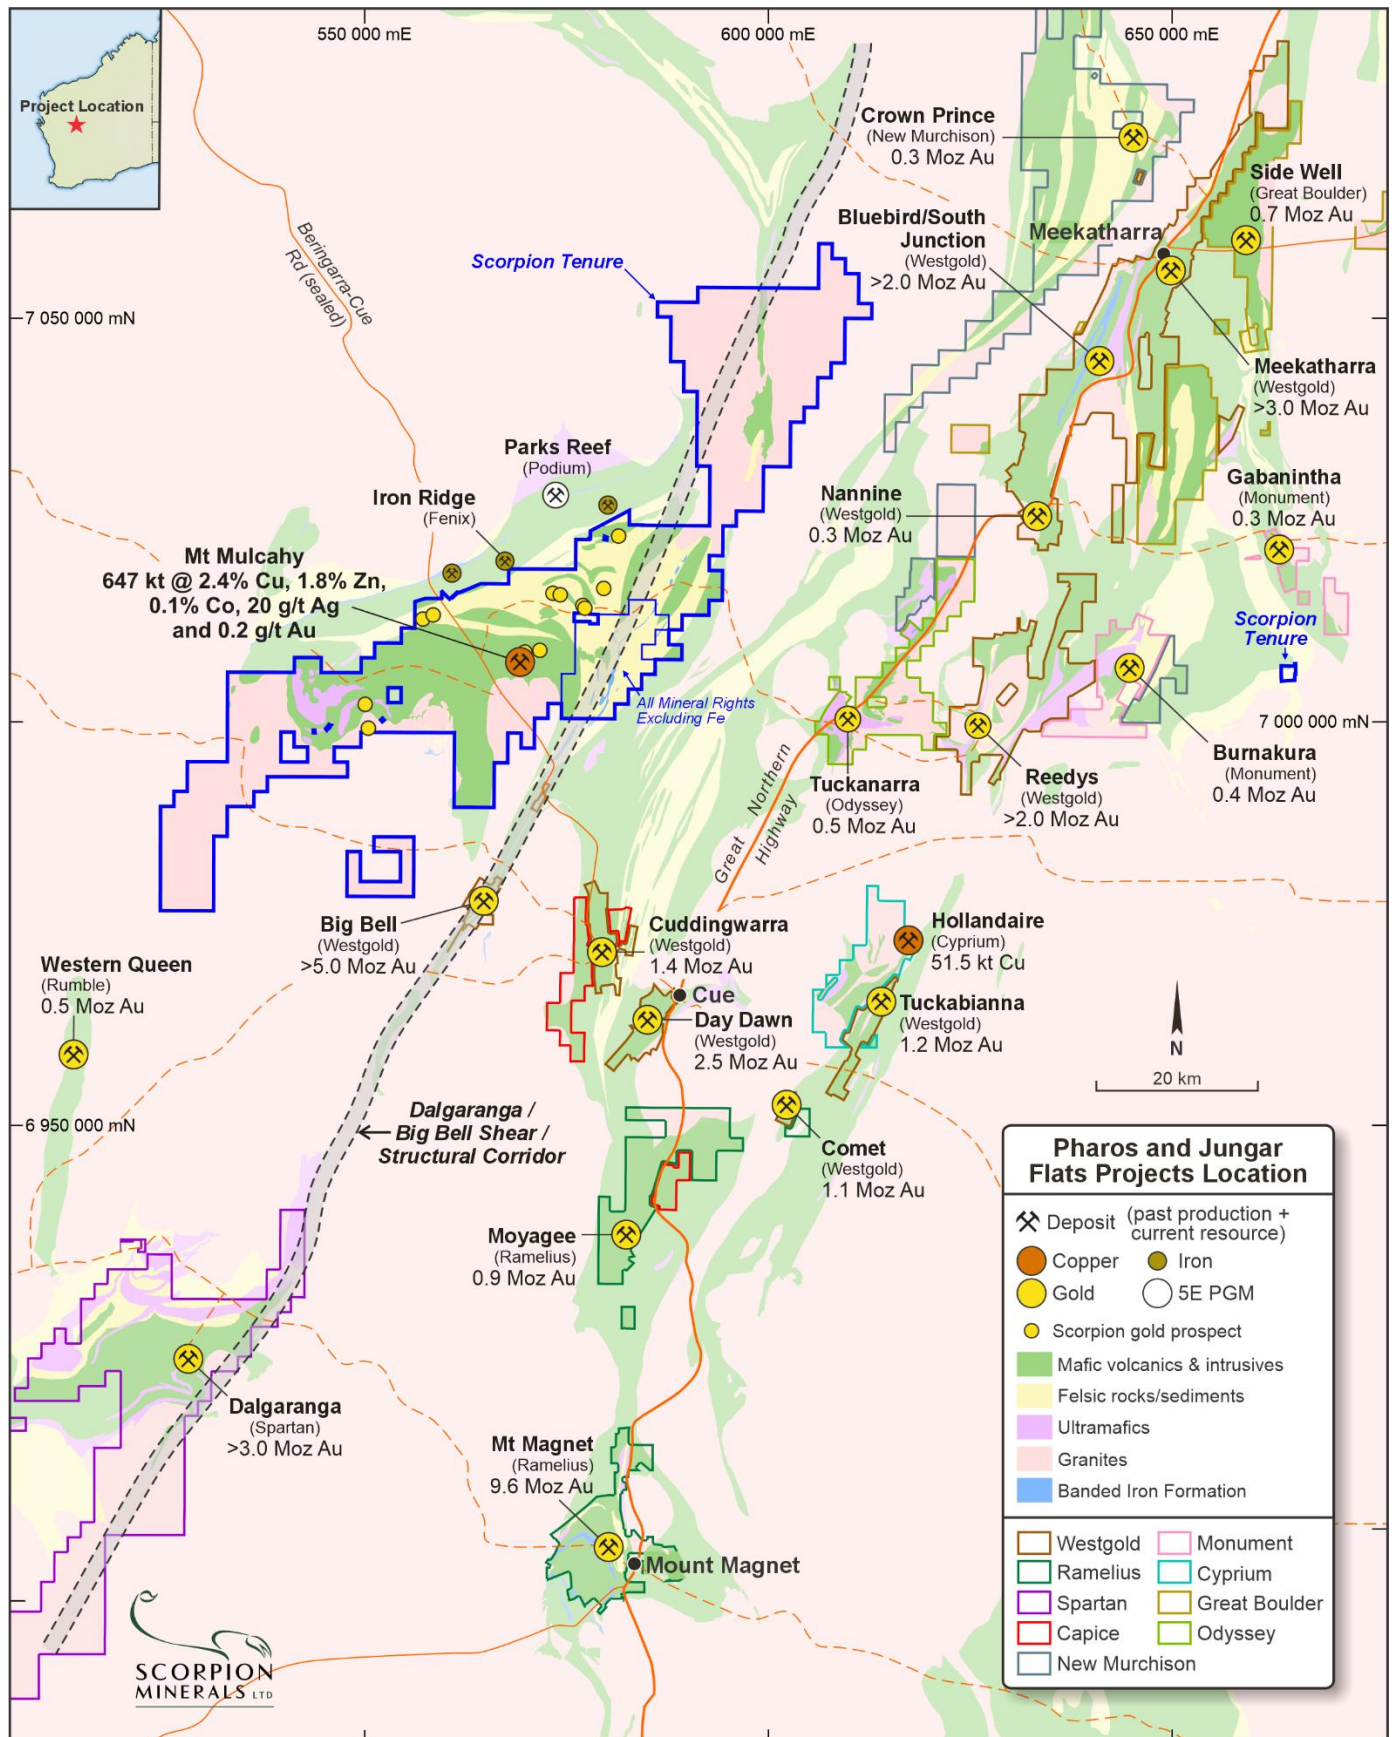 550 000 mE
600 000 mE
650 000 mE
Project Location
Crown Prince
(New Murchison)
0.3 Moz Au
Side Well
(Great Boulder)
0.7 Moz Au
Bluebird/South
Junction
(Westgold)
>2.0 Moz Au
Meekatharra
Beringarra-Cue
Rd (sealed)
Scorpion Tenure
7 050 000 mN
Meekatharra
(Westgold)
>3.0 Moz Au
Parks Reef
(Podium)
Iron Ridge
(Fenix)
Nannine
(Westgold)
0.3 Moz Au
Gabanintha
(Monument)
0.3 Moz Au
Mt Mulcahy
647 kt @ 2.4% Cu, 1.8% Zn,
0.1% Co, 20 g/t Ag
and 0.2 g/t Au
Scorpion
Tenure
All Mineral Rights
Excluding Fe
7 000 000 mN
Great Northern
Highway
Tuckanarra
(Odyssey)
0.5 Moz Au
Reedys
(Westgold)
>2.0 Moz Au
Burnakura
(Monument)
0.4 Moz Au
Big Bell
(Westgold)
>5.0 Moz Au
Cuddingwarra
(Westgold)
1.4 Moz Au
Hollandaire
(Cyprium)
51.5 kt Cu
Western Queen
(Rumble)
0.5 Moz Au
Cue
Day Dawn
(Westgold)
2.5 Moz Au
Tuckabianna
(Westgold)
1.2 Moz Au
N
20 km
6 950 000 mN
Dalgaranga /
Big Bell Shear /
Structural Corridor
Comet
(Westgold)
1.1 Moz Au
Moyagee
(Ramelius)
0.9 Moz Au
Dalgaranga
(Spartan)
>3.0 Moz Au
Mt Magnet
(Ramelius)
9.6 Moz Au
Mount Magnet
SCORPION
MINERALS LTD
Pharos and Jungar
Flats Projects Location
Deposit (past production +
current resource)
Copper
Iron
Gold
5E PGM
Scorpion gold prospect
Mafic volcanics & intrusives
Felsic rocks/sediments
Ultramafics
Granites
Banded Iron Formation
Westgold
Monument
Ramelius
Cyprium
Spartan
Great Boulder
Capice
Odyssey
New Murchison